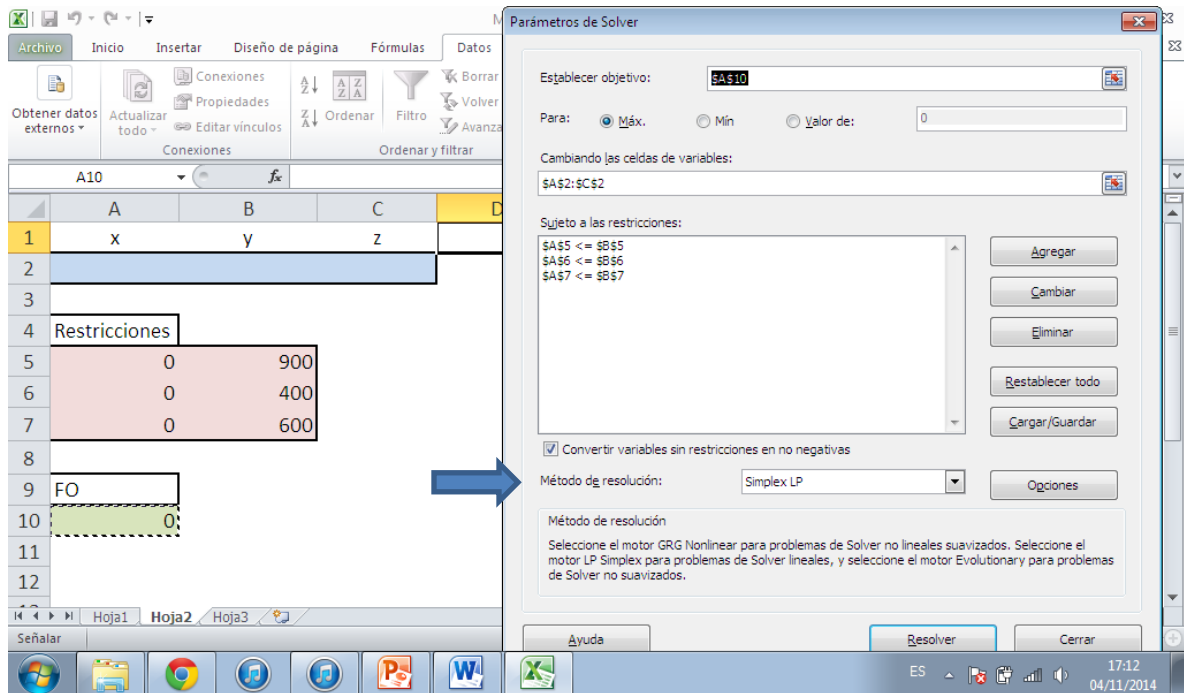 M
Archivo Inicio Insertar Diseño de página Fórmulas Datos
Obtener datos externos
Actualizar todo
Conexiones
Propiedades
Editar vínculos
Conexiones
Ordenar
Filtro
Borrar
Volver
Avanza
Ordenar y filtrar
A10 fx
A B C D
1 x y z
2
3
4 Restricciones
5 0 900
6 0 400
7 0 600
8
9 FO
10 0
11
12
Hoja1 Hoja2 Hoja3
Señalar
Parámetros de Solver
Establecer objetivo: $A$10
Para: Máx. Mín Valor de: 0
Cambiando las celdas de variables:
$A$2:$C$2
Sujeto a las restricciones:
$A$5 <= $B$5
$A$6 <= $B$6
$A$7 <= $B$7
Agregar
Cambiar
Eliminar
Restablecer todo
Cargar/Guardar
Convertir variables sin restricciones en no negativas
Método de resolución: Simplex LP Opciones
Método de resolución
Seleccione el motor GRG Nonlinear para problemas de Solver no lineales suavizados. Seleccione el
motor LP Simplex para problemas de Solver lineales, y seleccione el motor Evolutionary para problemas
de Solver no suavizados.
Ayuda Resolver Cerrar
ES 17:12
04/11/2014